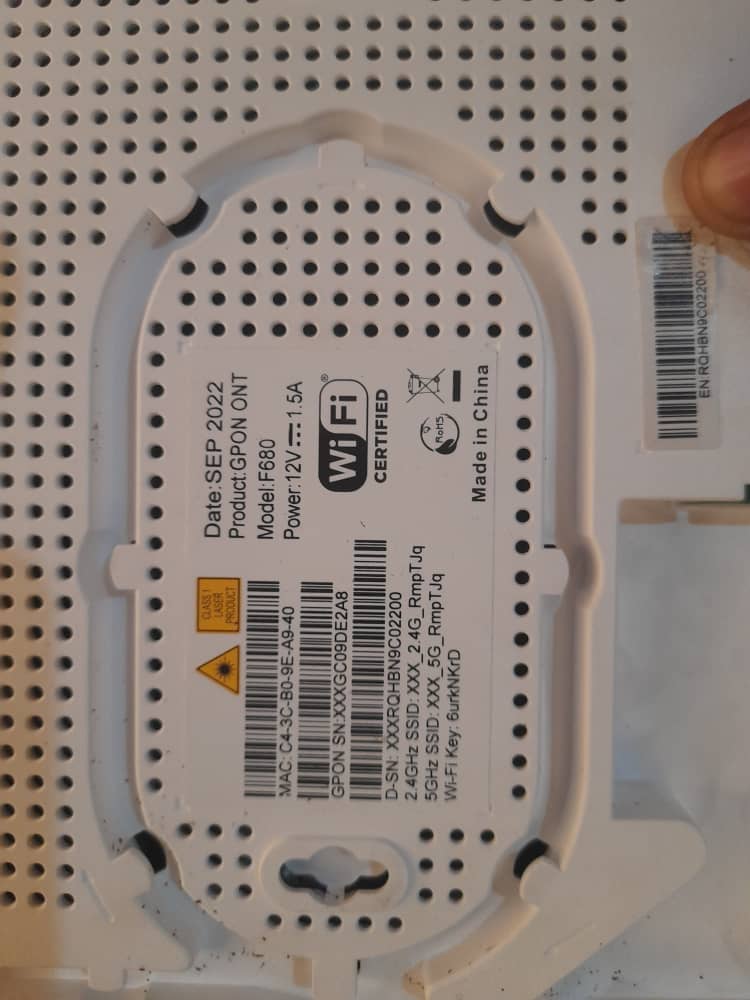 CLASS 1
LASER
PRODUCT
MAC: C4-3C-B0-9E-A9-40
GPON SN:XXXGC09DE2A8
D-SN: XXXRQHBN9C02200
2.4GHz SSID: XXX_2.4G_RmpTJq
5GHz SSID: XXX_5G_RmpTJq
Wi-Fi Key: 6urkNKrD
Date:SEP 2022
Product:GPON ONT
Model:F680
Power:12V⎓1.5A
Wi Fi®
CERTIFIED
RoHS
Made in China
EN:RQHBN9C02200